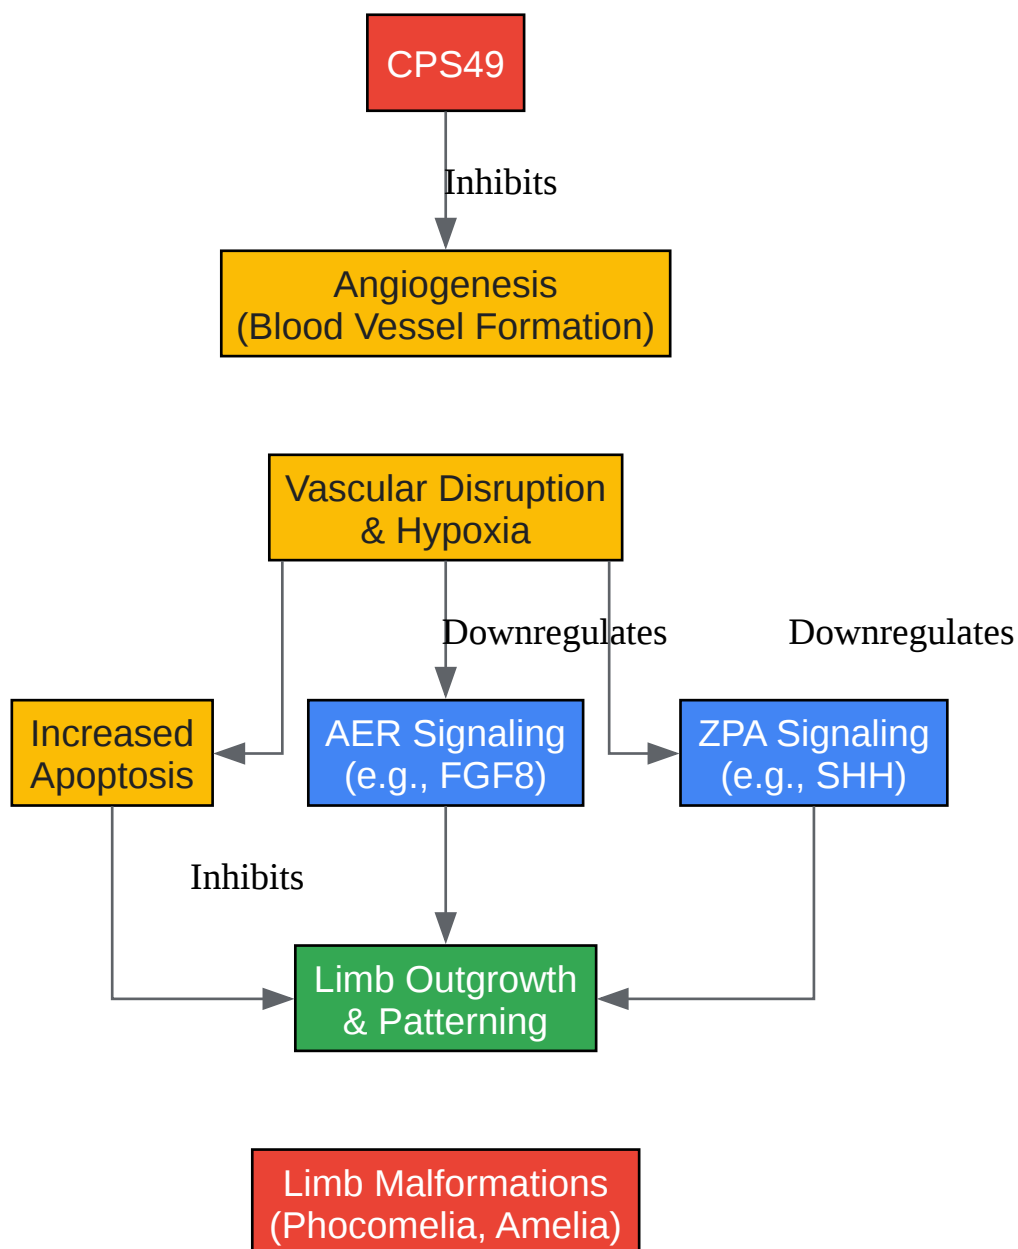 CPS49
Inhibits
Angiogenesis
(Blood Vessel Formation)
Vascular Disruption
& Hypoxia
Downregulates
Downregulates
Increased
Apoptosis
AER Signaling
(e.g., FGF8)
ZPA Signaling
(e.g., SHH)
Inhibits
Limb Outgrowth
& Patterning
Limb Malformations
(Phocomelia, Amelia)